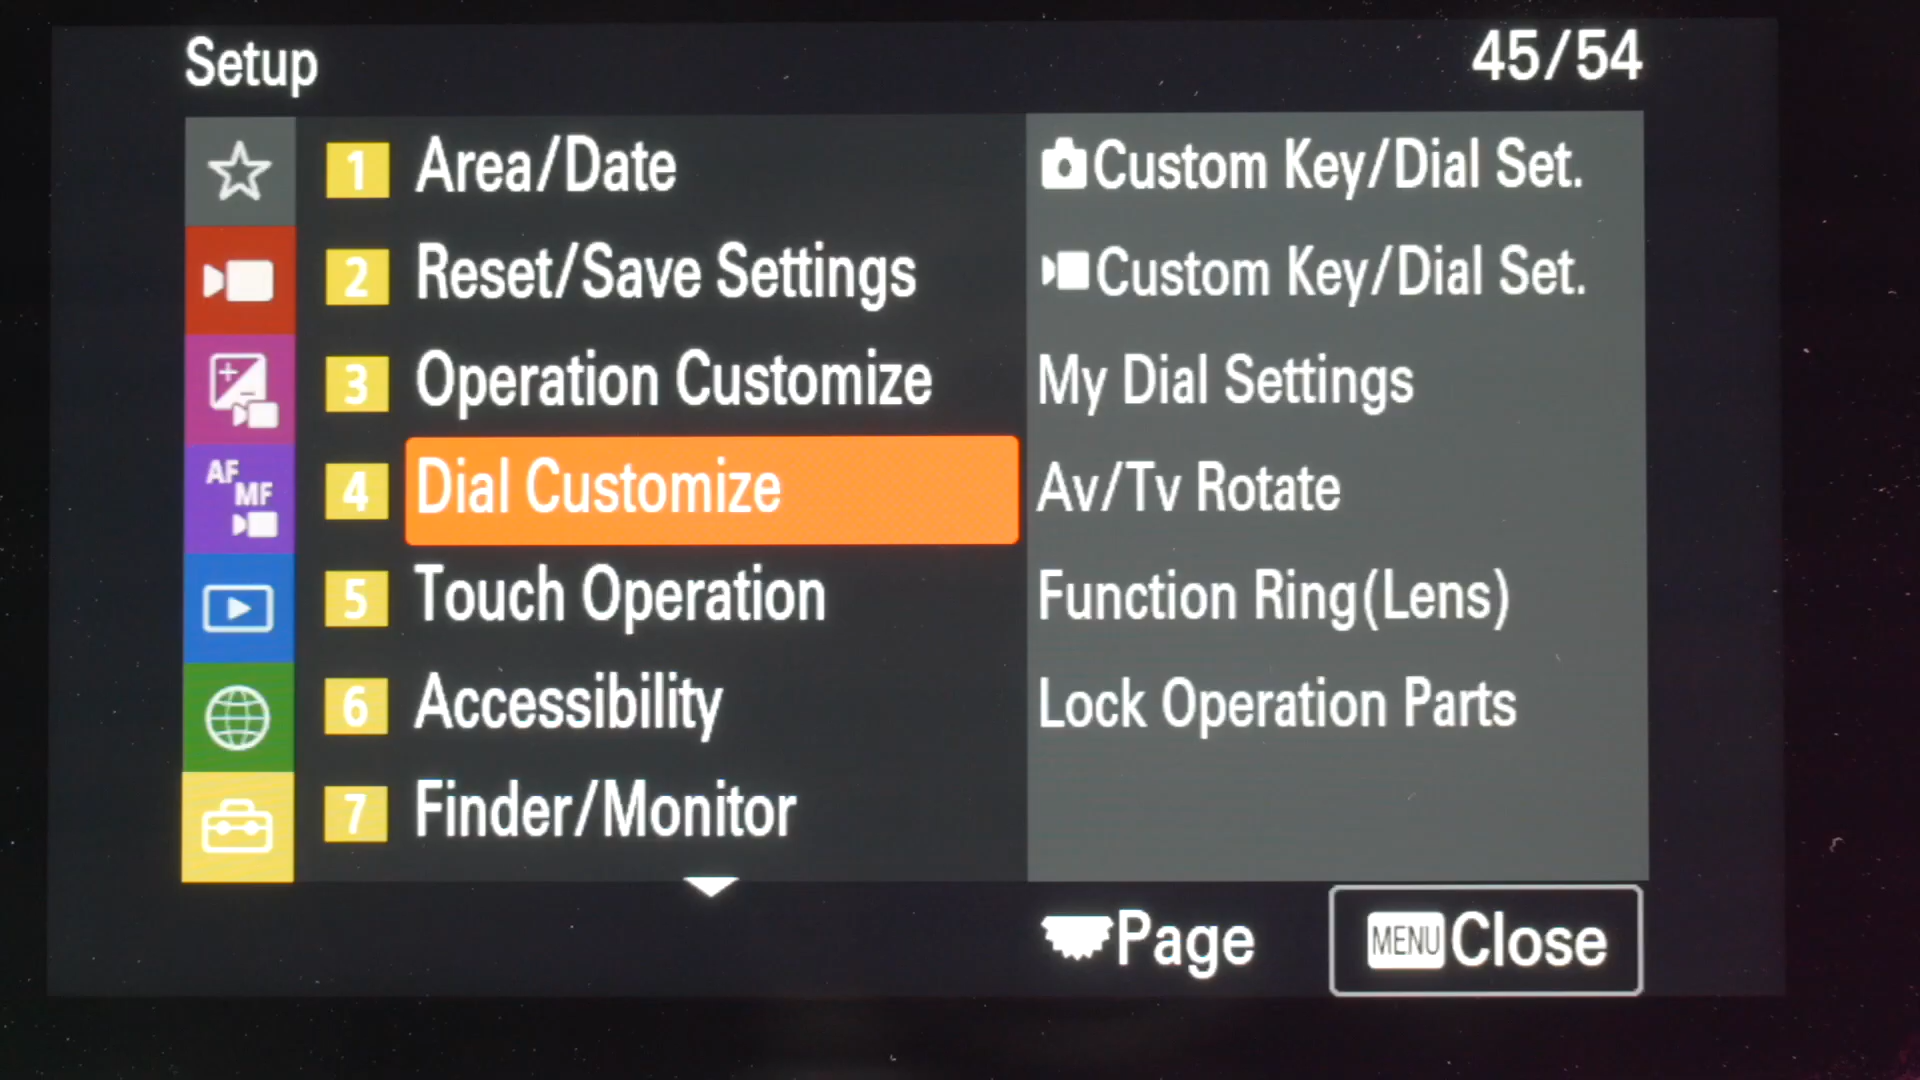 Setup
45/54
1 Area/Date
2 Reset/Save Settings
3 Operation Customize
4 Dial Customize
5 Touch Operation
6 Accessibility
7 Finder/Monitor
AF
MF
Custom Key/Dial Set.
Custom Key/Dial Set.
My Dial Settings
Av/Tv Rotate
Function Ring(Lens)
Lock Operation Parts
Page
MENU Close